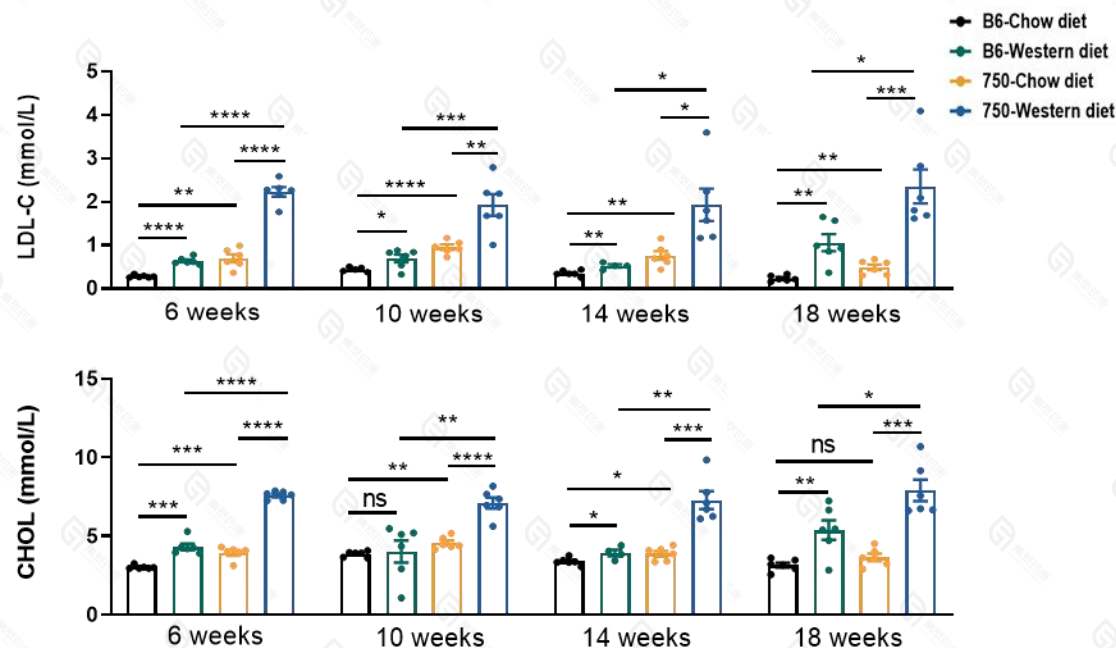 B6-Chow diet
B6-Western diet
750-Chow diet
750-Western diet
LDL-C (mmol/L)
5
4
3
2
1
0
**** **** ** ****
*** ** **** *
* * ** **
* *** ** **
6 weeks 10 weeks 14 weeks 18 weeks
CHOL (mmol/L)
15
10
5
0
**** **** *** ***
** **** ** ns
** *** * *
* *** ns **
6 weeks 10 weeks 14 weeks 18 weeks